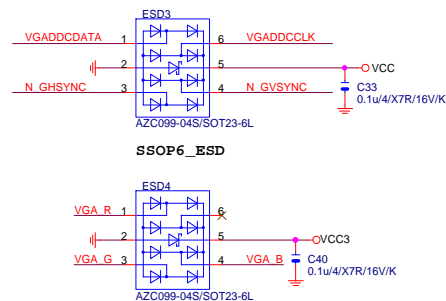 ESD3
VGADDCDATA 1 6 VGADDCCLK
2 5 VCC
N_GHSYNC 3 4 N_GVSYNC
C33
0.1u/4/X7R/16V/K
AZC099-04S/SOT23-6L
SSOP6_ESD
ESD4
VGA_R 1 6
2 5 VCC3
VGA_G 3 4 VGA_B
C40
0.1u/4/X7R/16V/K
AZC099-04S/SOT23-6L